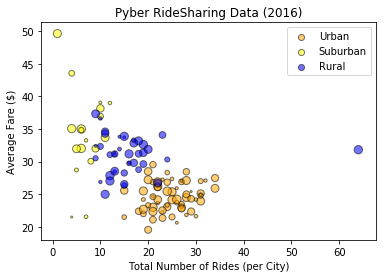 Pyber RideSharing Data (2016)
Urban
Suburban
Rural
50
45
40
35
30
25
20
Average Fare ($)
0 10 20 30 40 50 60
Total Number of Rides (per City)